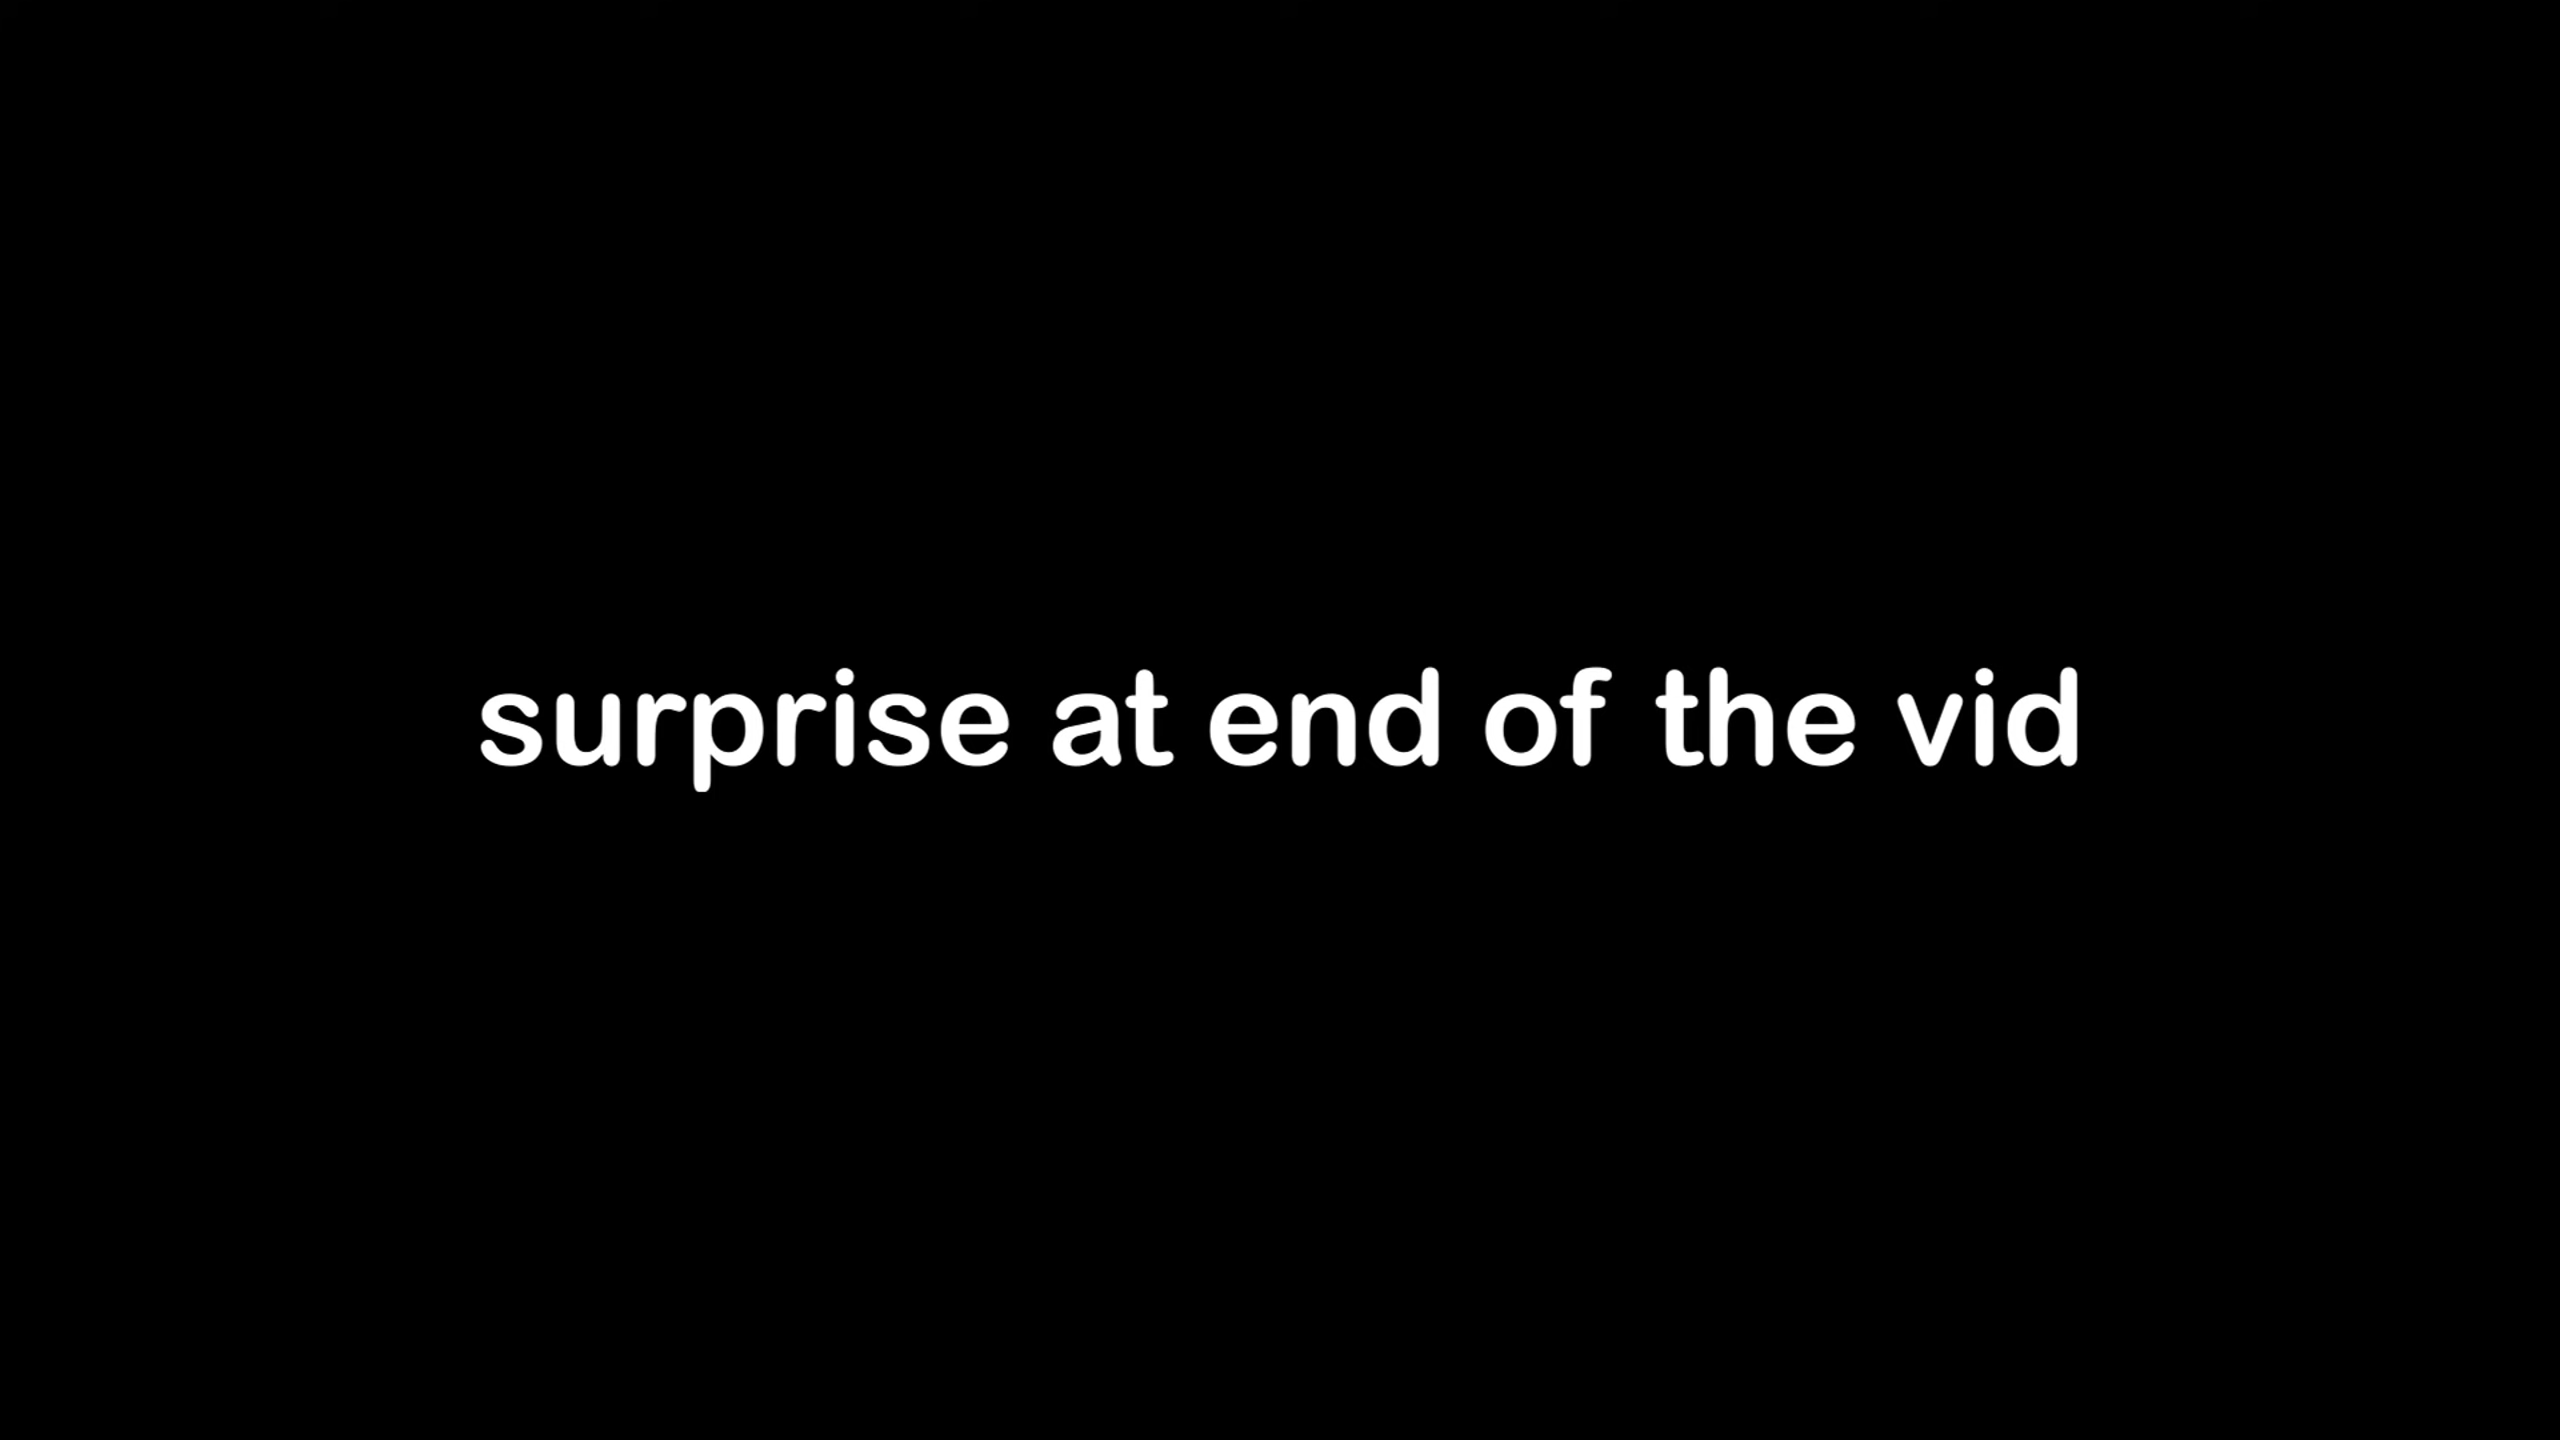 surprise at end of the vid